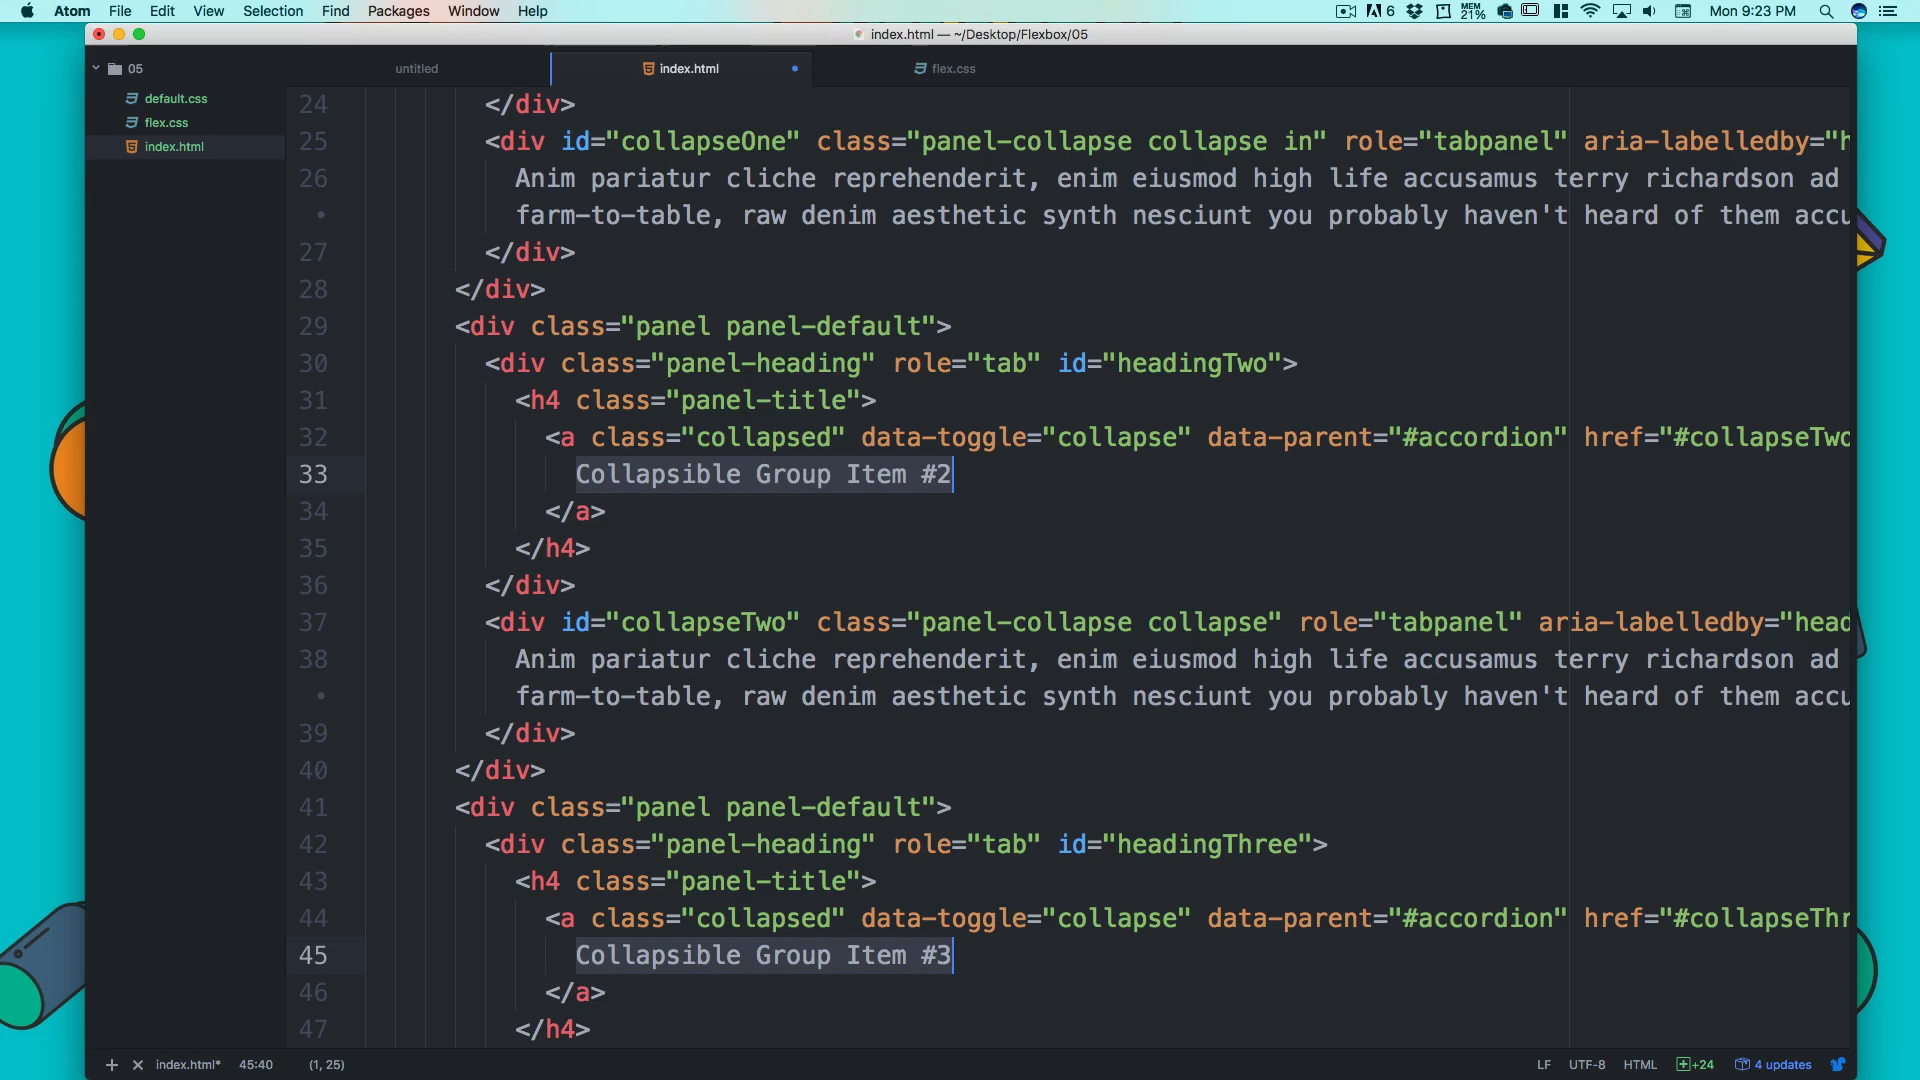 Atom File Edit View Selection Find Packages Window Help 6 MEM 21% Mon 9:23 PM
index.html — ~/Desktop/Flexbox/05
05
default.css
flex.css
index.html
untitled index.html flex.css
24 </div>
25 <div id="collapseOne" class="panel-collapse collapse in" role="tabpanel" aria-labelledby="h
26 Anim pariatur cliche reprehenderit, enim eiusmod high life accusamus terry richardson ad
• farm-to-table, raw denim aesthetic synth nesciunt you probably haven't heard of them accu
27 </div>
28 </div>
29 <div class="panel panel-default">
30 <div class="panel-heading" role="tab" id="headingTwo">
31 <h4 class="panel-title">
32 <a class="collapsed" data-toggle="collapse" data-parent="#accordion" href="#collapseTwo
33 Collapsible Group Item #2
34 </a>
35 </h4>
36 </div>
37 <div id="collapseTwo" class="panel-collapse collapse" role="tabpanel" aria-labelledby="head
38 Anim pariatur cliche reprehenderit, enim eiusmod high life accusamus terry richardson ad
• farm-to-table, raw denim aesthetic synth nesciunt you probably haven't heard of them accu
39 </div>
40 </div>
41 <div class="panel panel-default">
42 <div class="panel-heading" role="tab" id="headingThree">
43 <h4 class="panel-title">
44 <a class="collapsed" data-toggle="collapse" data-parent="#accordion" href="#collapseThr
45 Collapsible Group Item #3
46 </a>
47 </h4>
index.html* 45:40 (1, 25) LF UTF-8 HTML +24 4 updates